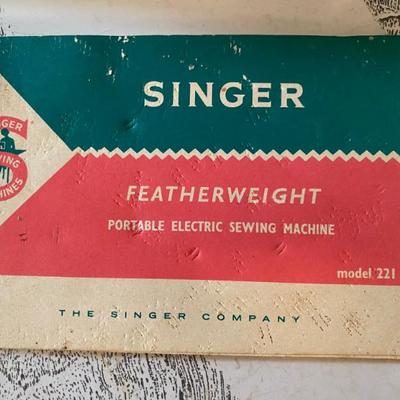 SINGER
FEATHERWEIGHT
PORTABLE ELECTRIC SEWING MACHINE
model 221
THE SINGER COMPANY